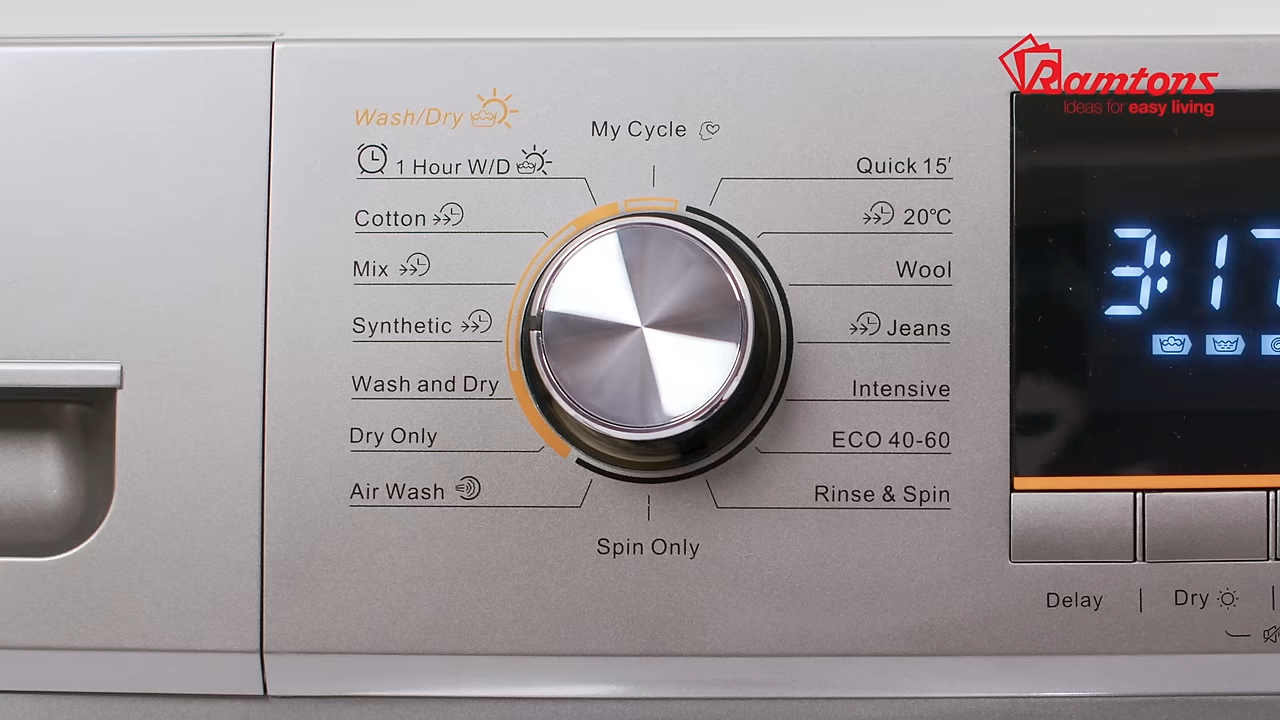 Ramtons
Ideas for easy living
Wash/Dry
My Cycle
1 Hour W/D
Quick 15′
Cotton
20℃
Mix
Wool
Synthetic
Jeans
Wash and Dry
Intensive
Dry Only
ECO 40-60
Air Wash
Rinse & Spin
Spin Only
3:17
Delay | Dry |